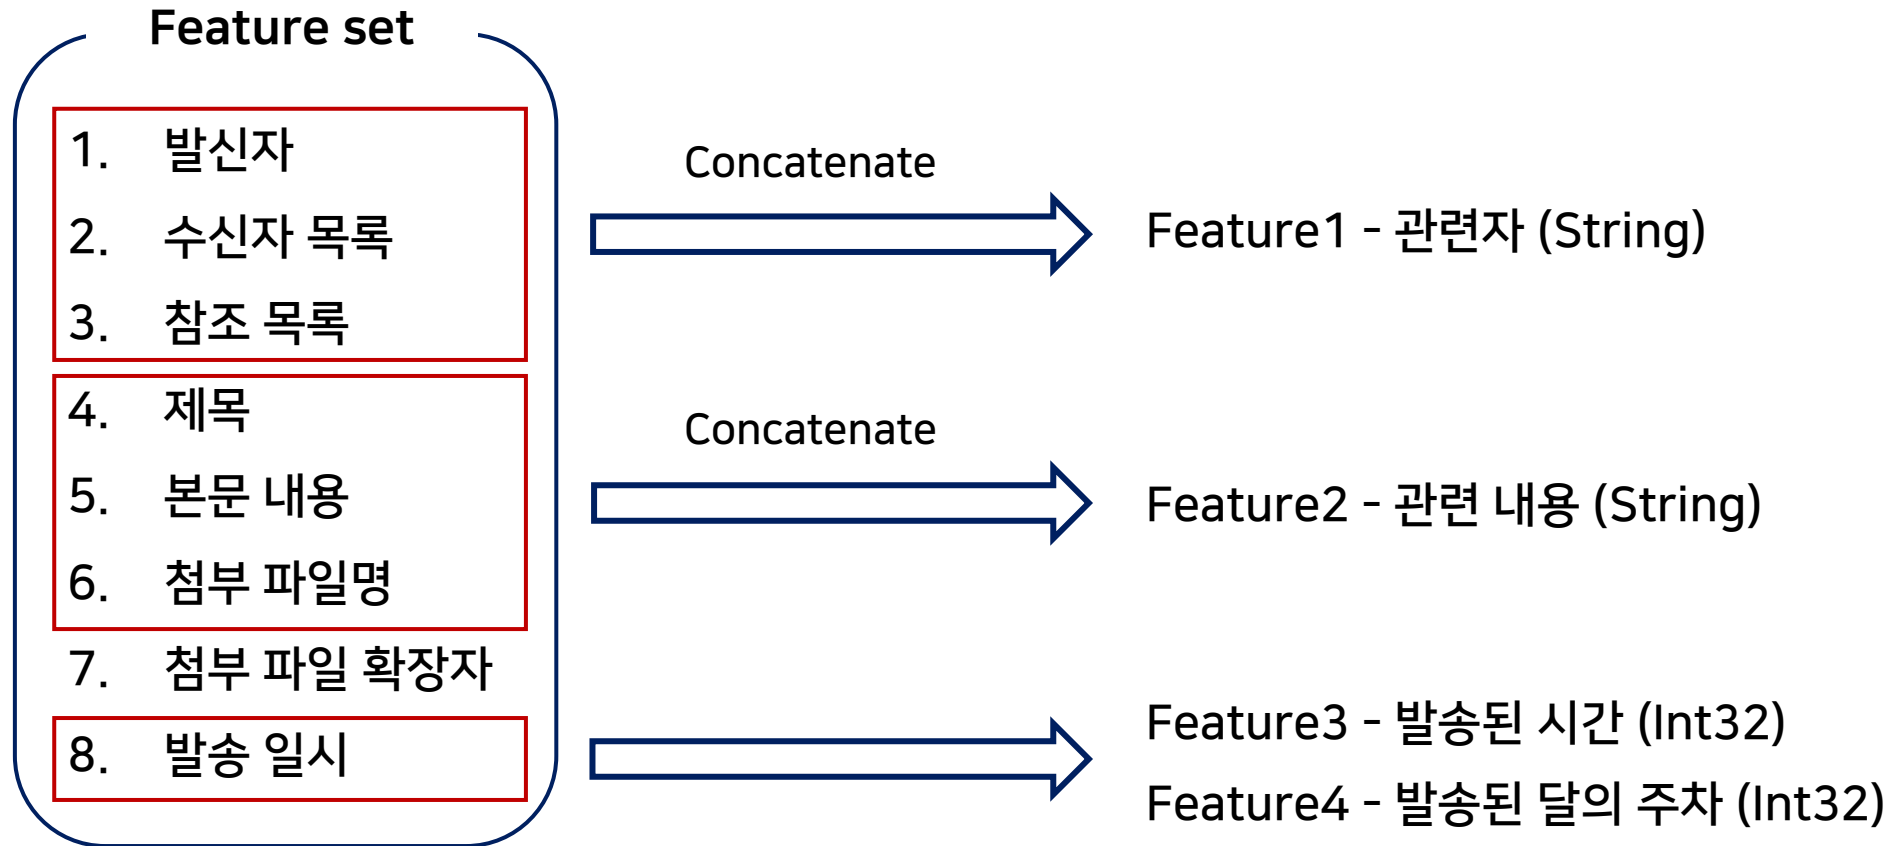 Feature set
1. 발신자
2. 수신자 목록
3. 참조 목록
4. 제목
5. 본문 내용
6. 첨부 파일명
7. 첨부 파일 확장자
8. 발송 일시
Concatenate
Feature1 - 관련자 (String)
Concatenate
Feature2 - 관련 내용 (String)
Feature3 - 발송된 시간 (Int32)
Feature4 - 발송된 달의 주차 (Int32)